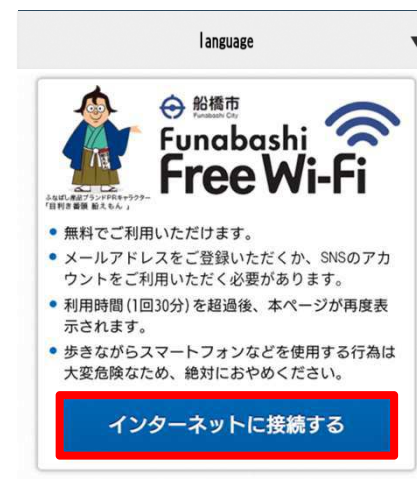 language
船橋市
Funabashi City
Funabashi
Free Wi-Fi
ふなばし産品ブランドPRキャラクター
「目利き番頭 船えもん 」
無料でご利用いただけます。
メールアドレスをご登録いただくか、SNSのアカ
ウントをご利用いただく必要があります。
利用時間(1回30分)を超過後、本ページが再度表
示されます。
歩きながらスマートフォンなどを使用する行為は
大変危険なため、絶対におやめください。
インターネットに接続する